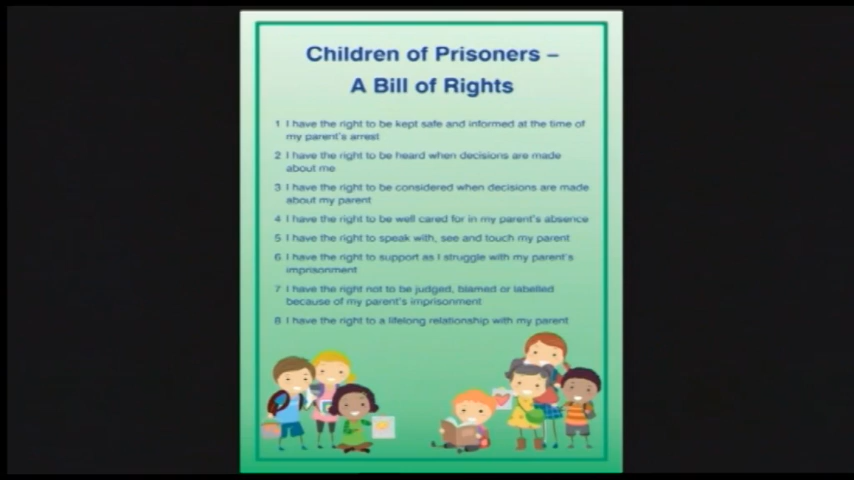 Children of Prisoners –
A Bill of Rights
1 I have the right to be kept safe and informed at the time of
my parent's arrest
2 I have the right to be heard when decisions are made
about me
3 I have the right to be considered when decisions are made
about my parent
4 I have the right to be well cared for in my parent's absence
5 I have the right to speak with, see and touch my parent
6 I have the right to support as I struggle with my parent's
imprisonment
7 I have the right not to be judged, blamed or labelled
because of my parent's imprisonment
8 I have the right to a lifelong relationship with my parent